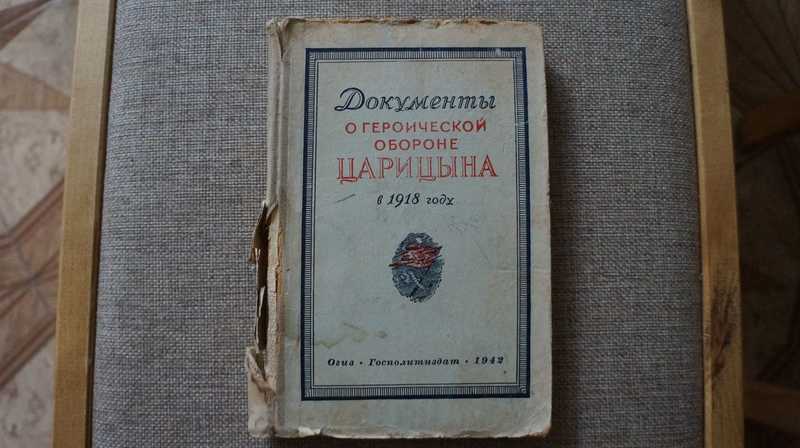 Документы
О ГЕРОИЧЕСКОЙ
ОБОРОНЕ
ЦАРИЦЫНА
в 1918 году
Огиз • Госполитиздат • 1942